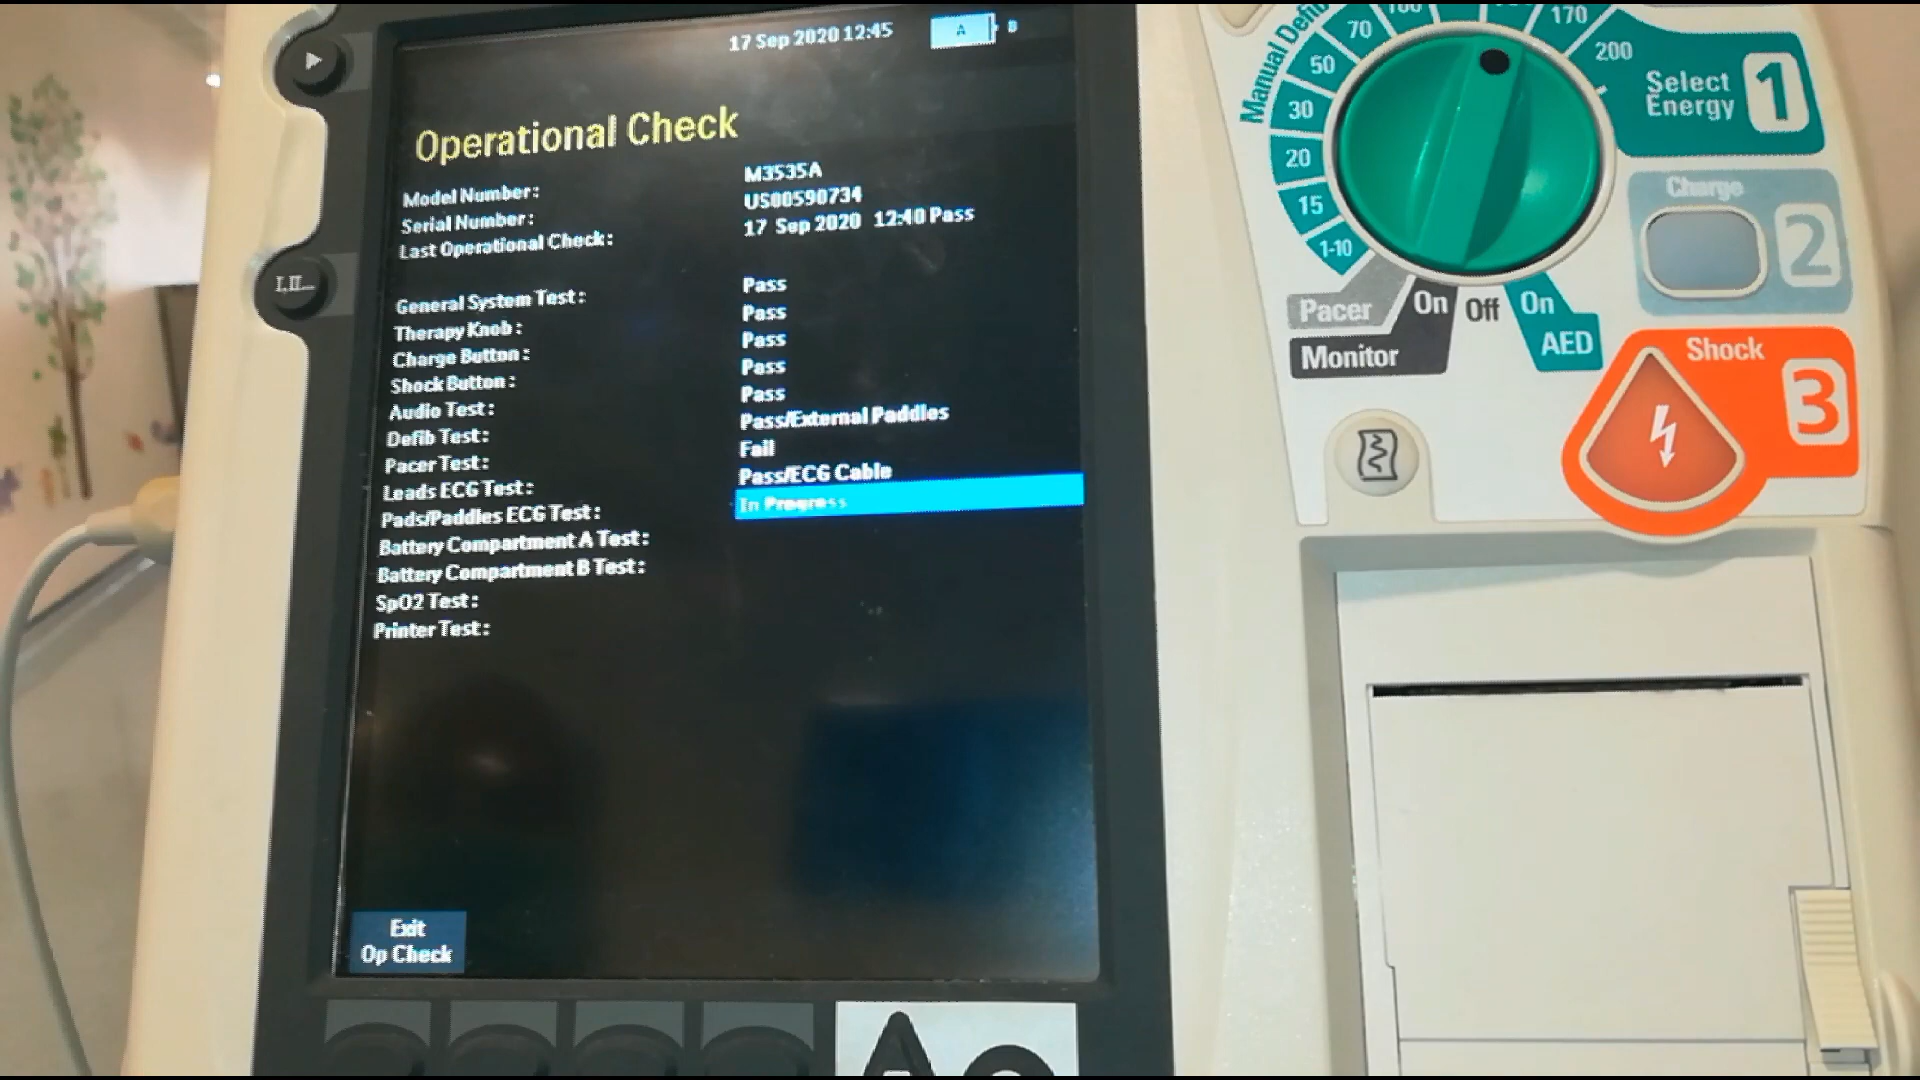 17 Sep 2020 12:45
A
B
Operational Check
Model Number: M3535A
Serial Number: US00590734
Last Operational Check: 17 Sep 2020 12:40 Pass
General System Test: Pass
Therapy Knob: Pass
Charge Button: Pass
Shock Button: Pass
Audio Test: Pass
Defib Test: Pass/External Paddles
Pacer Test: Fail
Leads ECG Test: Pass/ECG Cable
Pads/Paddles ECG Test: In Progress
Battery Compartment A Test:
Battery Compartment B Test:
SpO2 Test:
Printer Test:
Exit
Op Check
I,II...
Manual Defib
1-10
15
20
30
50
70
100
170
200
Select
Energy
1
Charge
2
Pacer
Monitor
On
Off
On
AED
Shock
3